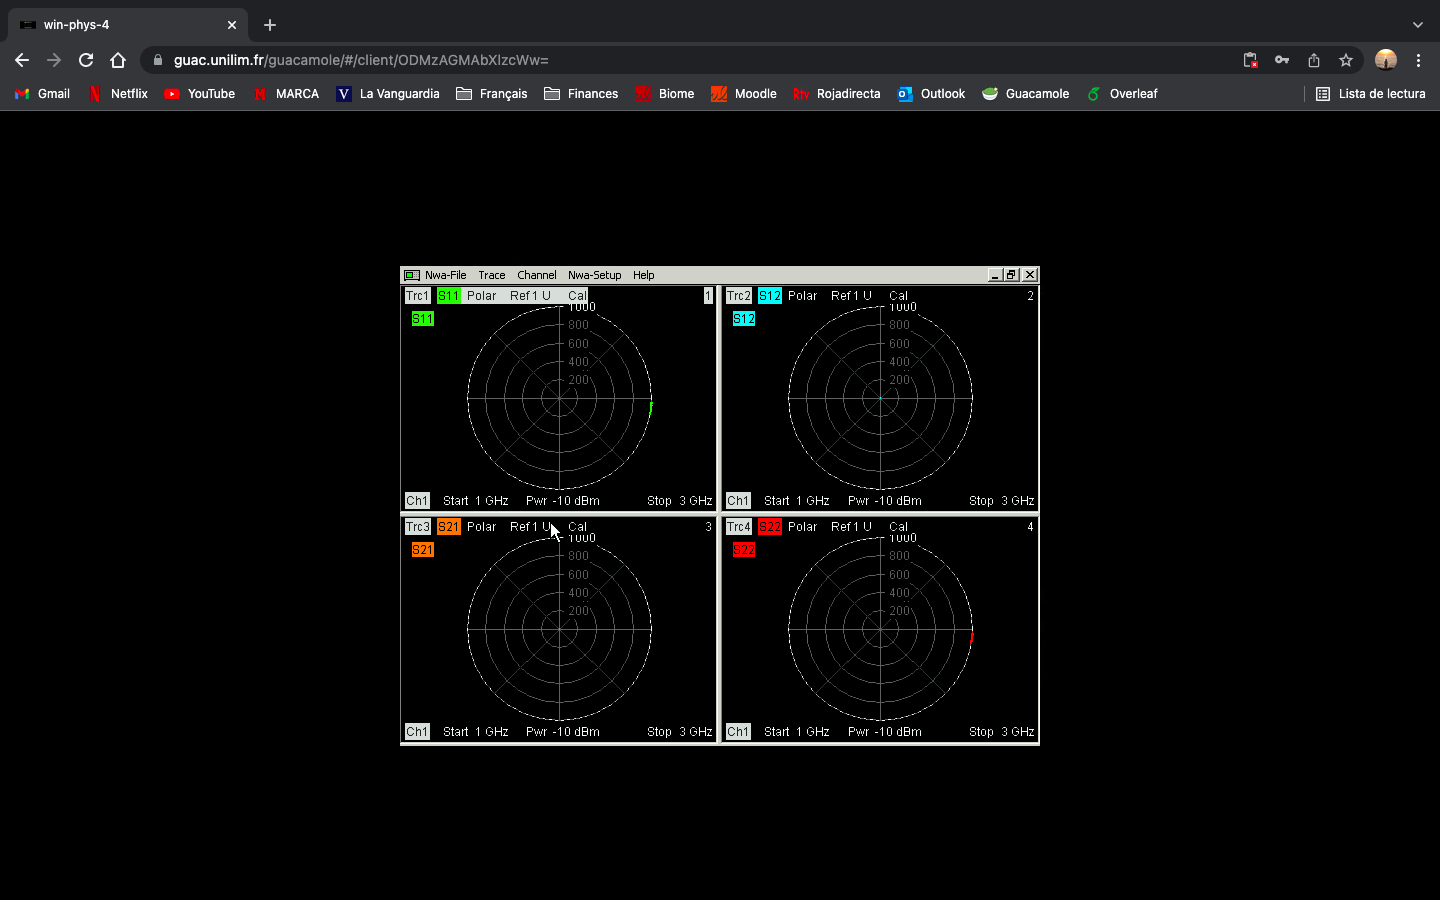 win-phys-4
guac.unilim.fr/guacamole/#/client/ODMzAGMAbXIzcWw=
Gmail Netflix YouTube MARCA La Vanguardia Français Finances Biome Moodle Rojadirecta Outlook Guacamole Overleaf Lista de lectura
Nwa-File Trace Channel Nwa-Setup Help
Trc1 S11 Polar Ref 1 U Cal 1
S11
1000
800
600
400
200
Ch1 Start 1 GHz Pwr -10 dBm Stop 3 GHz
Trc2 S12 Polar Ref 1 U Cal 2
S12
1000
800
600
400
200
Ch1 Start 1 GHz Pwr -10 dBm Stop 3 GHz
Trc3 S21 Polar Ref 1 U Cal 3
S21
1000
800
600
400
200
Ch1 Start 1 GHz Pwr -10 dBm Stop 3 GHz
Trc4 S22 Polar Ref 1 U Cal 4
S22
1000
800
600
400
200
Ch1 Start 1 GHz Pwr -10 dBm Stop 3 GHz